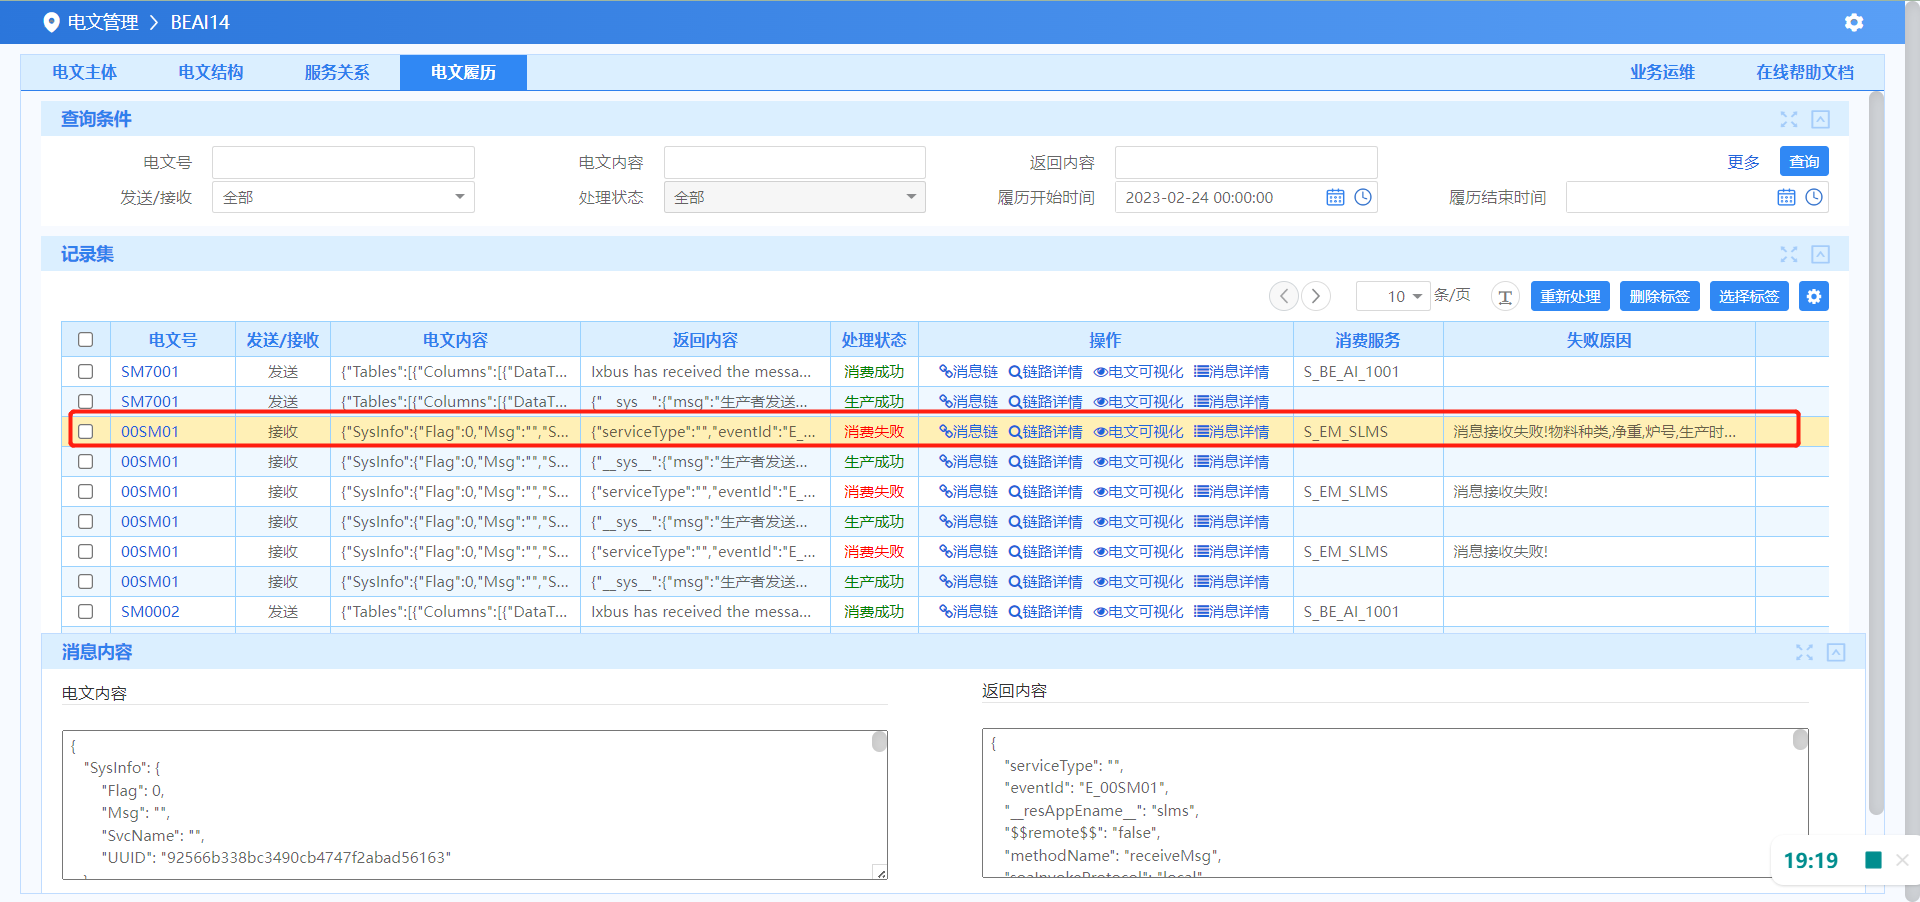 电文管理 > BEAI14
电文主体 电文结构 服务关系 电文履历 业务运维 在线帮助文档
查询条件
电文号 电文内容 返回内容 更多 查询
发送/接收 全部 处理状态 全部 履历开始时间 2023-02-24 00:00:00 履历结束时间
记录集
10 条/页 T 重新处理 删除标签 选择标签
电文号 发送/接收 电文内容 返回内容 处理状态 操作 消费服务 失败原因
SM7001 发送 {"Tables":[{"Columns":[{"DataT... Ixbus has received the messa... 消费成功 消息链 链路详情 电文可视化 消息详情 S_BE_AI_1001
SM7001 发送 {"Tables":[{"Columns":[{"DataT... {"__sys__":{"msg":"生产者发送... 生产成功 消息链 链路详情 电文可视化 消息详情
00SM01 接收 {"SysInfo":{"Flag":0,"Msg":"","S... {"serviceType":"","eventId":"E_... 消费失败 消息链 链路详情 电文可视化 消息详情 S_EM_SLMS 消息接收失败!物料种类,净重,炉号,生产时...
00SM01 接收 {"SysInfo":{"Flag":0,"Msg":"","S... {"__sys__":{"msg":"生产者发送... 生产成功 消息链 链路详情 电文可视化 消息详情
00SM01 接收 {"SysInfo":{"Flag":0,"Msg":"","S... {"serviceType":"","eventId":"E_... 消费失败 消息链 链路详情 电文可视化 消息详情 S_EM_SLMS 消息接收失败!
00SM01 接收 {"SysInfo":{"Flag":0,"Msg":"","S... {"__sys__":{"msg":"生产者发送... 生产成功 消息链 链路详情 电文可视化 消息详情
00SM01 接收 {"SysInfo":{"Flag":0,"Msg":"","S... {"serviceType":"","eventId":"E_... 消费失败 消息链 链路详情 电文可视化 消息详情 S_EM_SLMS 消息接收失败!
00SM01 接收 {"SysInfo":{"Flag":0,"Msg":"","S... {"__sys__":{"msg":"生产者发送... 生产成功 消息链 链路详情 电文可视化 消息详情
SM0002 发送 {"Tables":[{"Columns":[{"DataT... Ixbus has received the messa... 消费成功 消息链 链路详情 电文可视化 消息详情 S_BE_AI_1001
消息内容
电文内容
{
"SysInfo": {
"Flag": 0,
"Msg": "",
"SvcName": "",
"UUID": "92566b338bc3490cb4747f2abad56163"
}
返回内容
{
"serviceType": "",
"eventId": "E_00SM01",
"__resAppEname__": "slms",
"$$remote$$": "false",
"methodName": "receiveMsg",
"soaInvokeProtocol": "local"
19:19